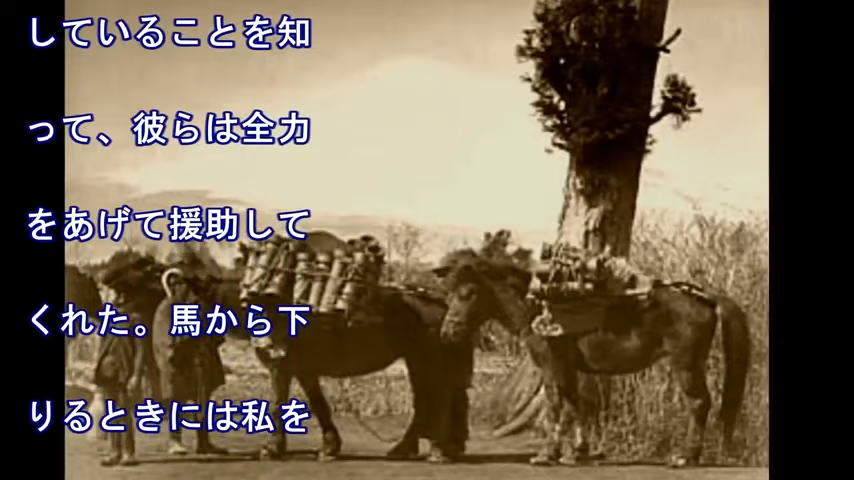 していることを知
って、彼らは全力
をあげて援助して
くれた。馬から下
りるときには私を